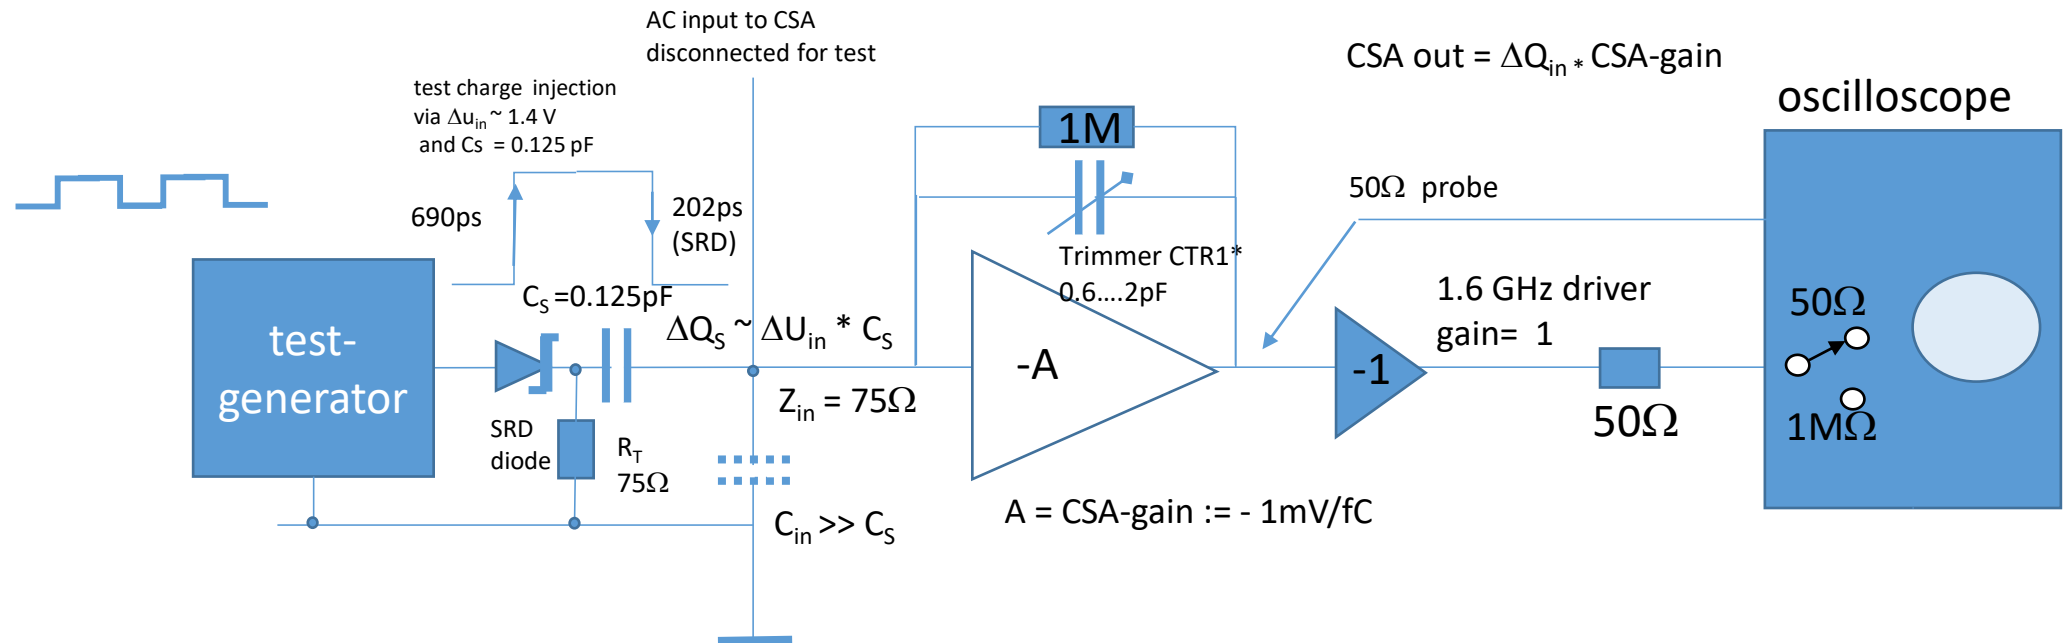 AC input to CSA
disconnected for test
CSA out = ΔQin * CSA-gain
oscilloscope
test charge injection
via Δuin ~ 1.4 V
and Cs = 0.125 pF
1M
690ps
202ps
(SRD)
50Ω probe
Trimmer CTR1*
0.6....2pF
CS =0.125pF
1.6 GHz driver
gain= 1
50Ω
ΔQS ~ ΔUin * CS
test-
generator
-A
-1
Zin = 75Ω
50Ω
1MΩ
SRD
diode
RT
75Ω
A = CSA-gain := - 1mV/fC
Cin >> CS